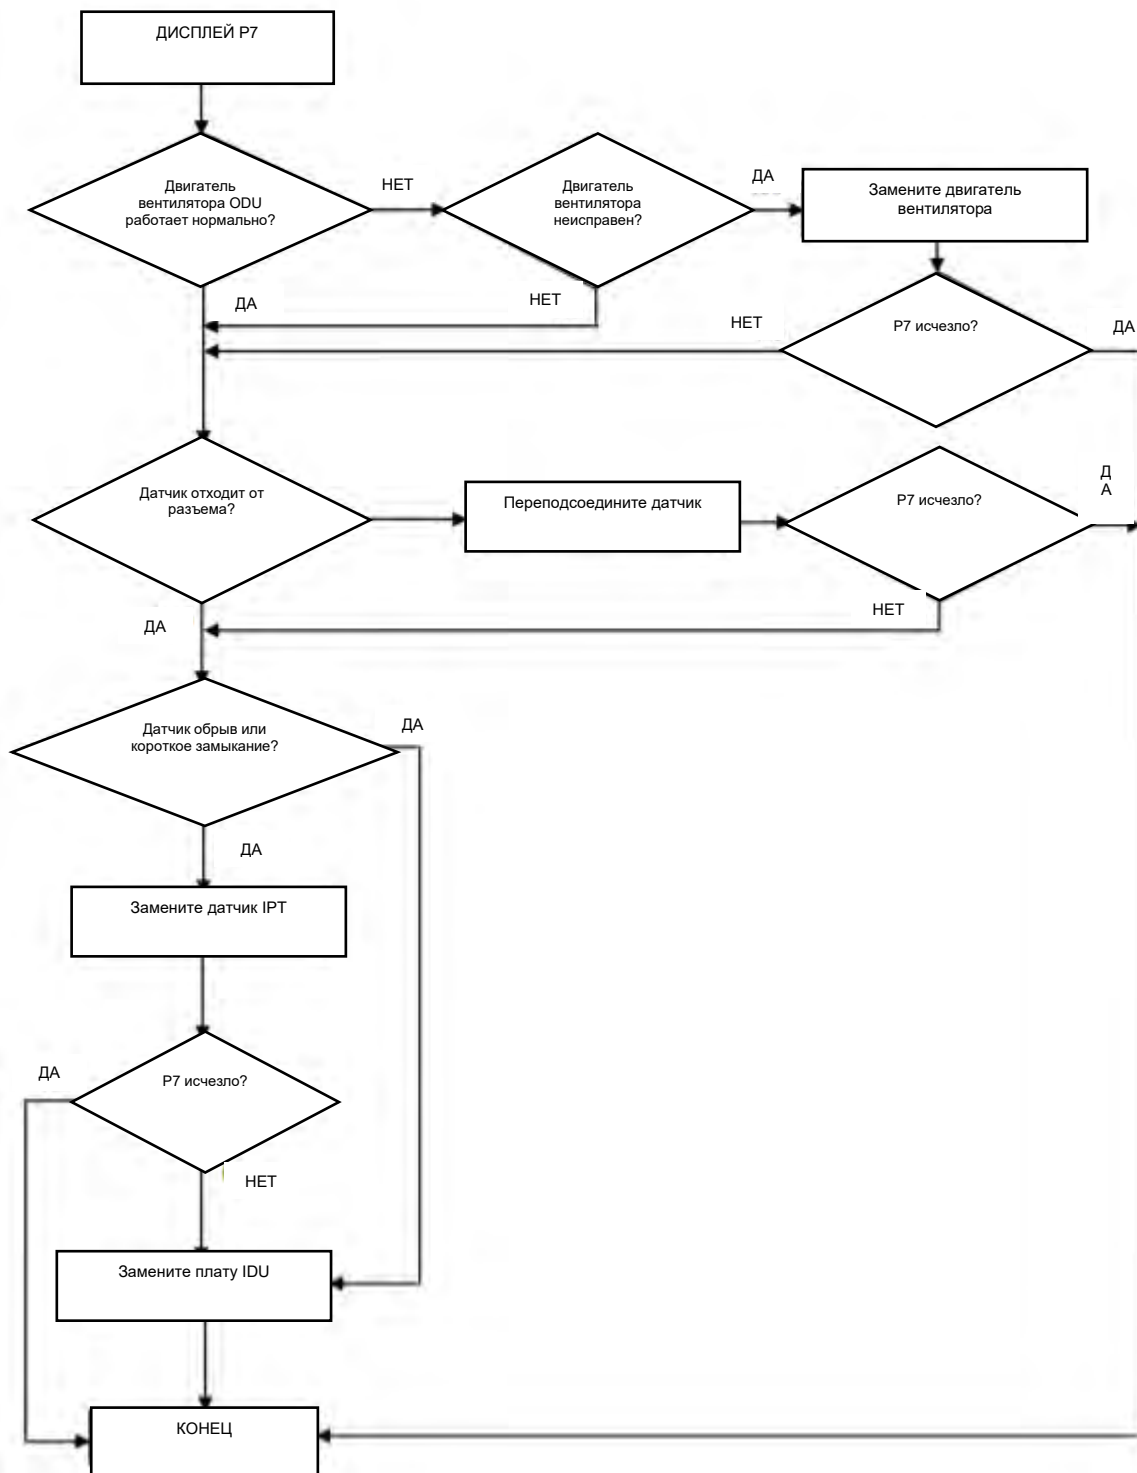 ДИСПЛЕЙ P7
Двигатель
вентилятора ODU
работает нормально?
НЕТ
Двигатель
вентилятора
неисправен?
ДА
Замените двигатель
вентилятора
ДА
НЕТ
НЕТ
P7 исчезло?
ДА
Датчик отходит от
разъема?
Переподсоедините датчик
P7 исчезло?
Д
А
ДА
НЕТ
Датчик обрыв или
короткое замыкание?
ДА
ДА
Замените датчик IPT
ДА
P7 исчезло?
НЕТ
Замените плату IDU
КОНЕЦ